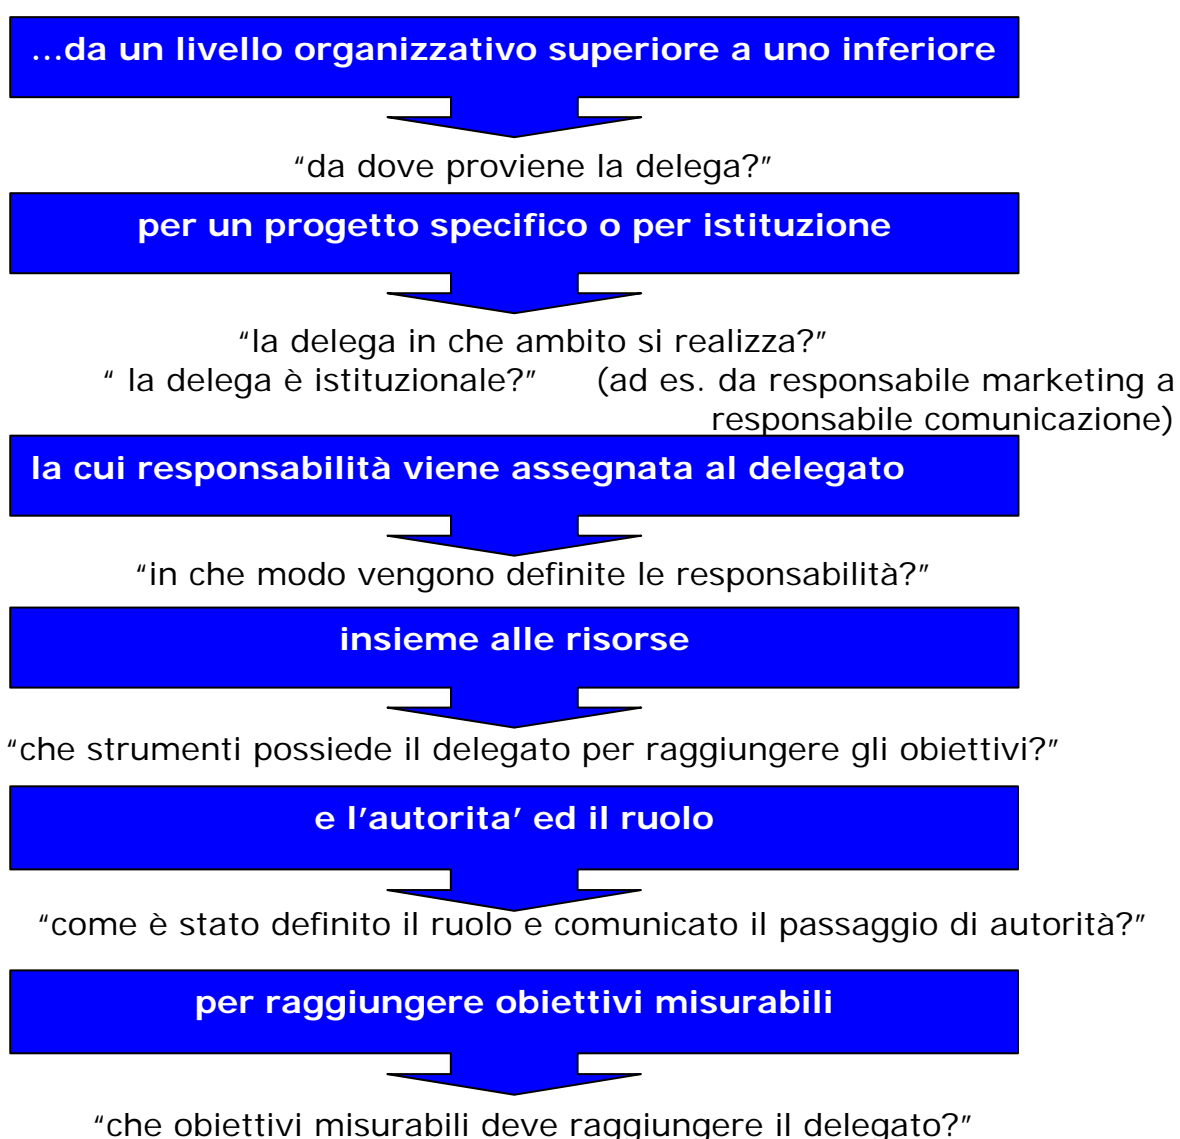 ...da un livello organizzativo superiore a uno inferiore
“da dove proviene la delega?”
per un progetto specifico o per istituzione
“la delega in che ambito si realizza?”
“ la delega è istituzionale?” (ad es. da responsabile marketing a
responsabile comunicazione)
la cui responsabilità viene assegnata al delegato
“in che modo vengono definite le responsabilità?”
insieme alle risorse
“che strumenti possiede il delegato per raggiungere gli obiettivi?”
e l’autorita’ ed il ruolo
“come è stato definito il ruolo e comunicato il passaggio di autorità?”
per raggiungere obiettivi misurabili
“che obiettivi misurabili deve raggiungere il delegato?”